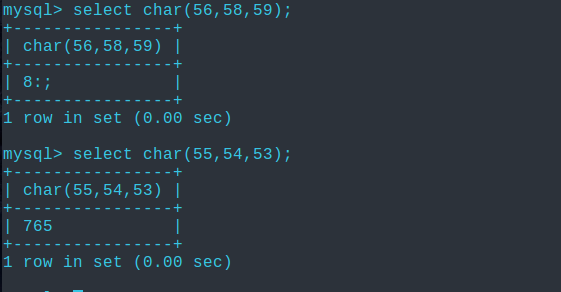 mysql> select char(56,58,59);
+----------------+
| char(56,58,59) |
+----------------+
| 8:;            |
+----------------+
1 row in set (0.00 sec)

mysql> select char(55,54,53);
+----------------+
| char(55,54,53) |
+----------------+
| 765            |
+----------------+
1 row in set (0.00 sec)